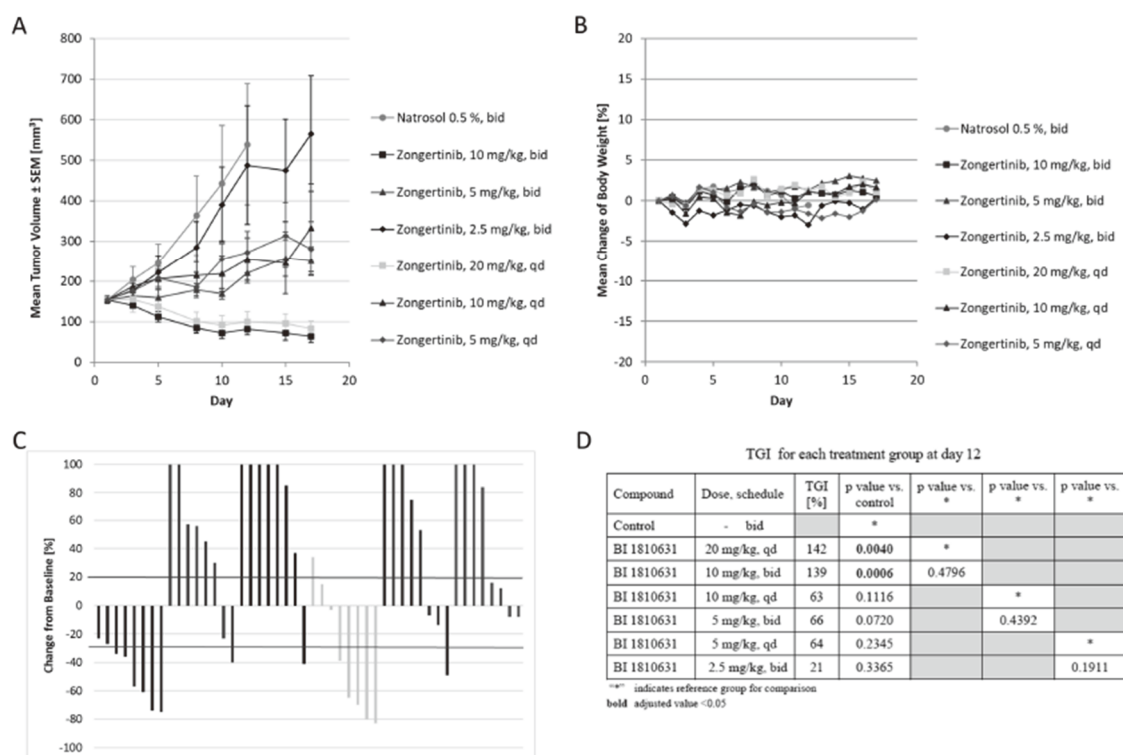 A
800
700
600
500
400
300
200
100
0
Mean Tumor Volume ± SEM [mm³]
0 5 10 15 20
Day
Natrosol 0.5 %, bid
Zongertinib, 10 mg/kg, bid
Zongertinib, 5 mg/kg, bid
Zongertinib, 2.5 mg/kg, bid
Zongertinib, 20 mg/kg, qd
Zongertinib, 10 mg/kg, qd
Zongertinib, 5 mg/kg, qd
B
20
15
10
5
0
-5
-10
-15
-20
Mean Change of Body Weight [%]
0 5 10 15 20
Day
Natrosol 0.5 %, bid
Zongertinib, 10 mg/kg, bid
Zongertinib, 5 mg/kg, bid
Zongertinib, 2.5 mg/kg, bid
Zongertinib, 20 mg/kg, qd
Zongertinib, 10 mg/kg, qd
Zongertinib, 5 mg/kg, qd
C
100
80
60
40
20
0
-20
-40
-60
-80
-100
Change from Baseline [%]
D
TGI for each treatment group at day 12
Compound Dose, schedule TGI [%] p value vs. control p value vs. * p value vs. * p value vs. *
Control - bid *
BI 1810631 20 mg/kg, qd 142 0.0040 *
BI 1810631 10 mg/kg, bid 139 0.0006 0.4796
BI 1810631 10 mg/kg, qd 63 0.1116 *
BI 1810631 5 mg/kg, bid 66 0.0720 0.4392
BI 1810631 5 mg/kg, qd 64 0.2345 *
BI 1810631 2.5 mg/kg, bid 21 0.3365 0.1911
"*" indicates reference group for comparison
bold adjusted value <0.05